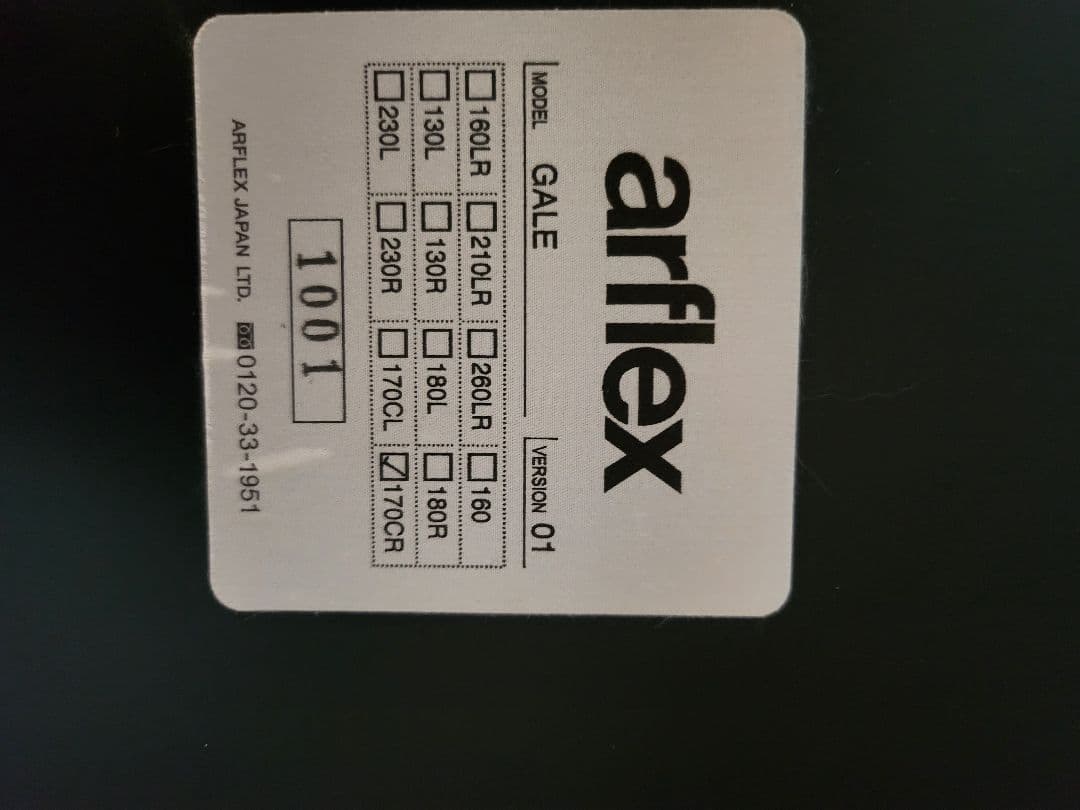 arflex
MODEL GALE VERSION 01
☐160LR ☐210LR ☐260LR ☐160
☐130L ☐130R ☐180L ☐180R
☐230L ☐230R ☐170CL ☑170CR
1001
ARFLEX JAPAN LTD. 0120-33-1951